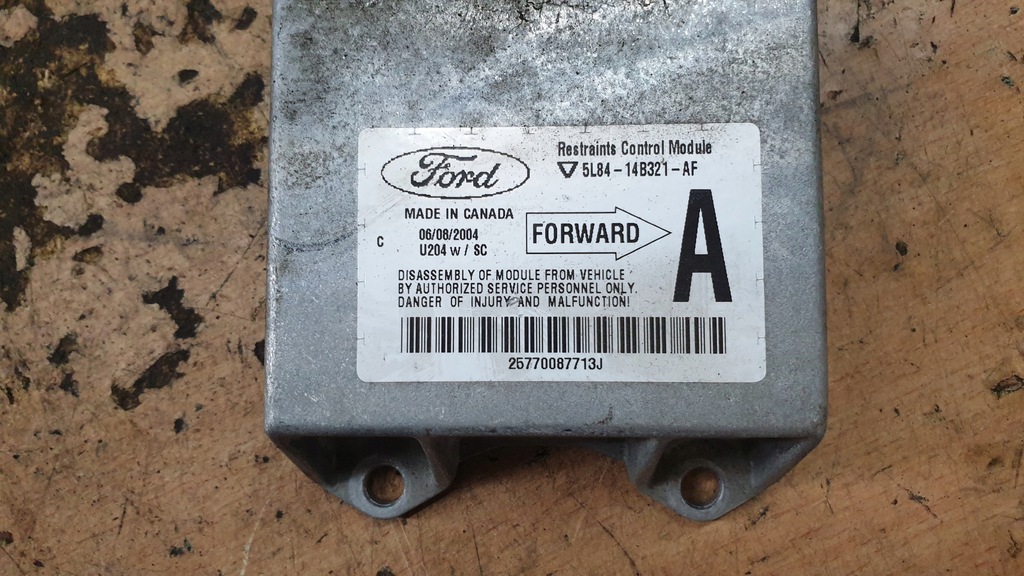 Ford
Restraints Control Module
5L84-14B321-AF
MADE IN CANADA
06/08/2004
C
U204 w/ SC
FORWARD
A
DISASSEMBLY OF MODULE FROM VEHICLE
BY AUTHORIZED SERVICE PERSONNEL ONLY.
DANGER OF INJURY AND MALFUNCTION!
25770087713J